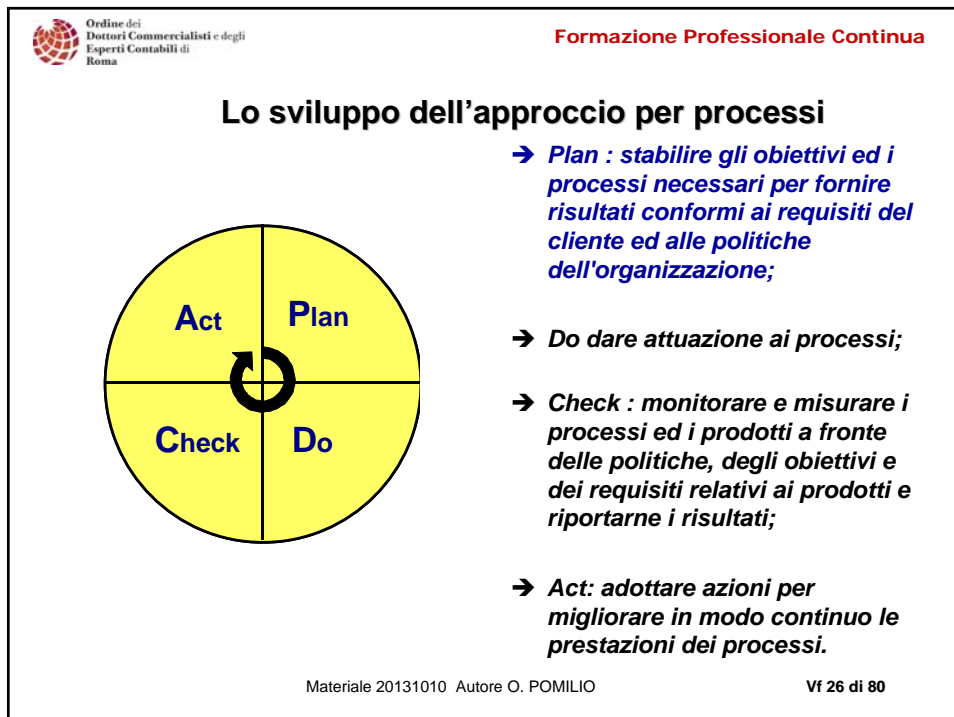 Ordine dei
Dottori Commercialisti e degli
Esperti Contabili di
Roma
Formazione Professionale Continua
Lo sviluppo dell'approccio per processi
Act
Plan
Check
Do
➔ Plan : stabilire gli obiettivi ed i
processi necessari per fornire
risultati conformi ai requisiti del
cliente ed alle politiche
dell'organizzazione;
➔ Do dare attuazione ai processi;
➔ Check : monitorare e misurare i
processi ed i prodotti a fronte
delle politiche, degli obiettivi e
dei requisiti relativi ai prodotti e
riportarne i risultati;
➔ Act: adottare azioni per
migliorare in modo continuo le
prestazioni dei processi.
Materiale 20131010 Autore O. POMILIO
Vf 26 di 80